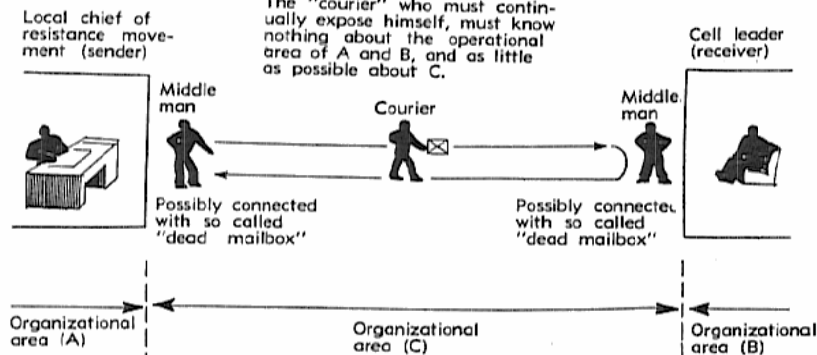 The "courier" who must contin-
ually expose himself, must know
nothing about the operational
area of A and B, and as little
as possible about C.
Local chief of
resistance move-
ment (sender)
Cell leader
(receiver)
Middle
man
Courier
Middle
man
Possibly connected
with so called
"dead mailbox"
Possibly connected
with so called
"dead mailbox"
Organizational
area (A)
Organizational
area (C)
Organizational
area (B)